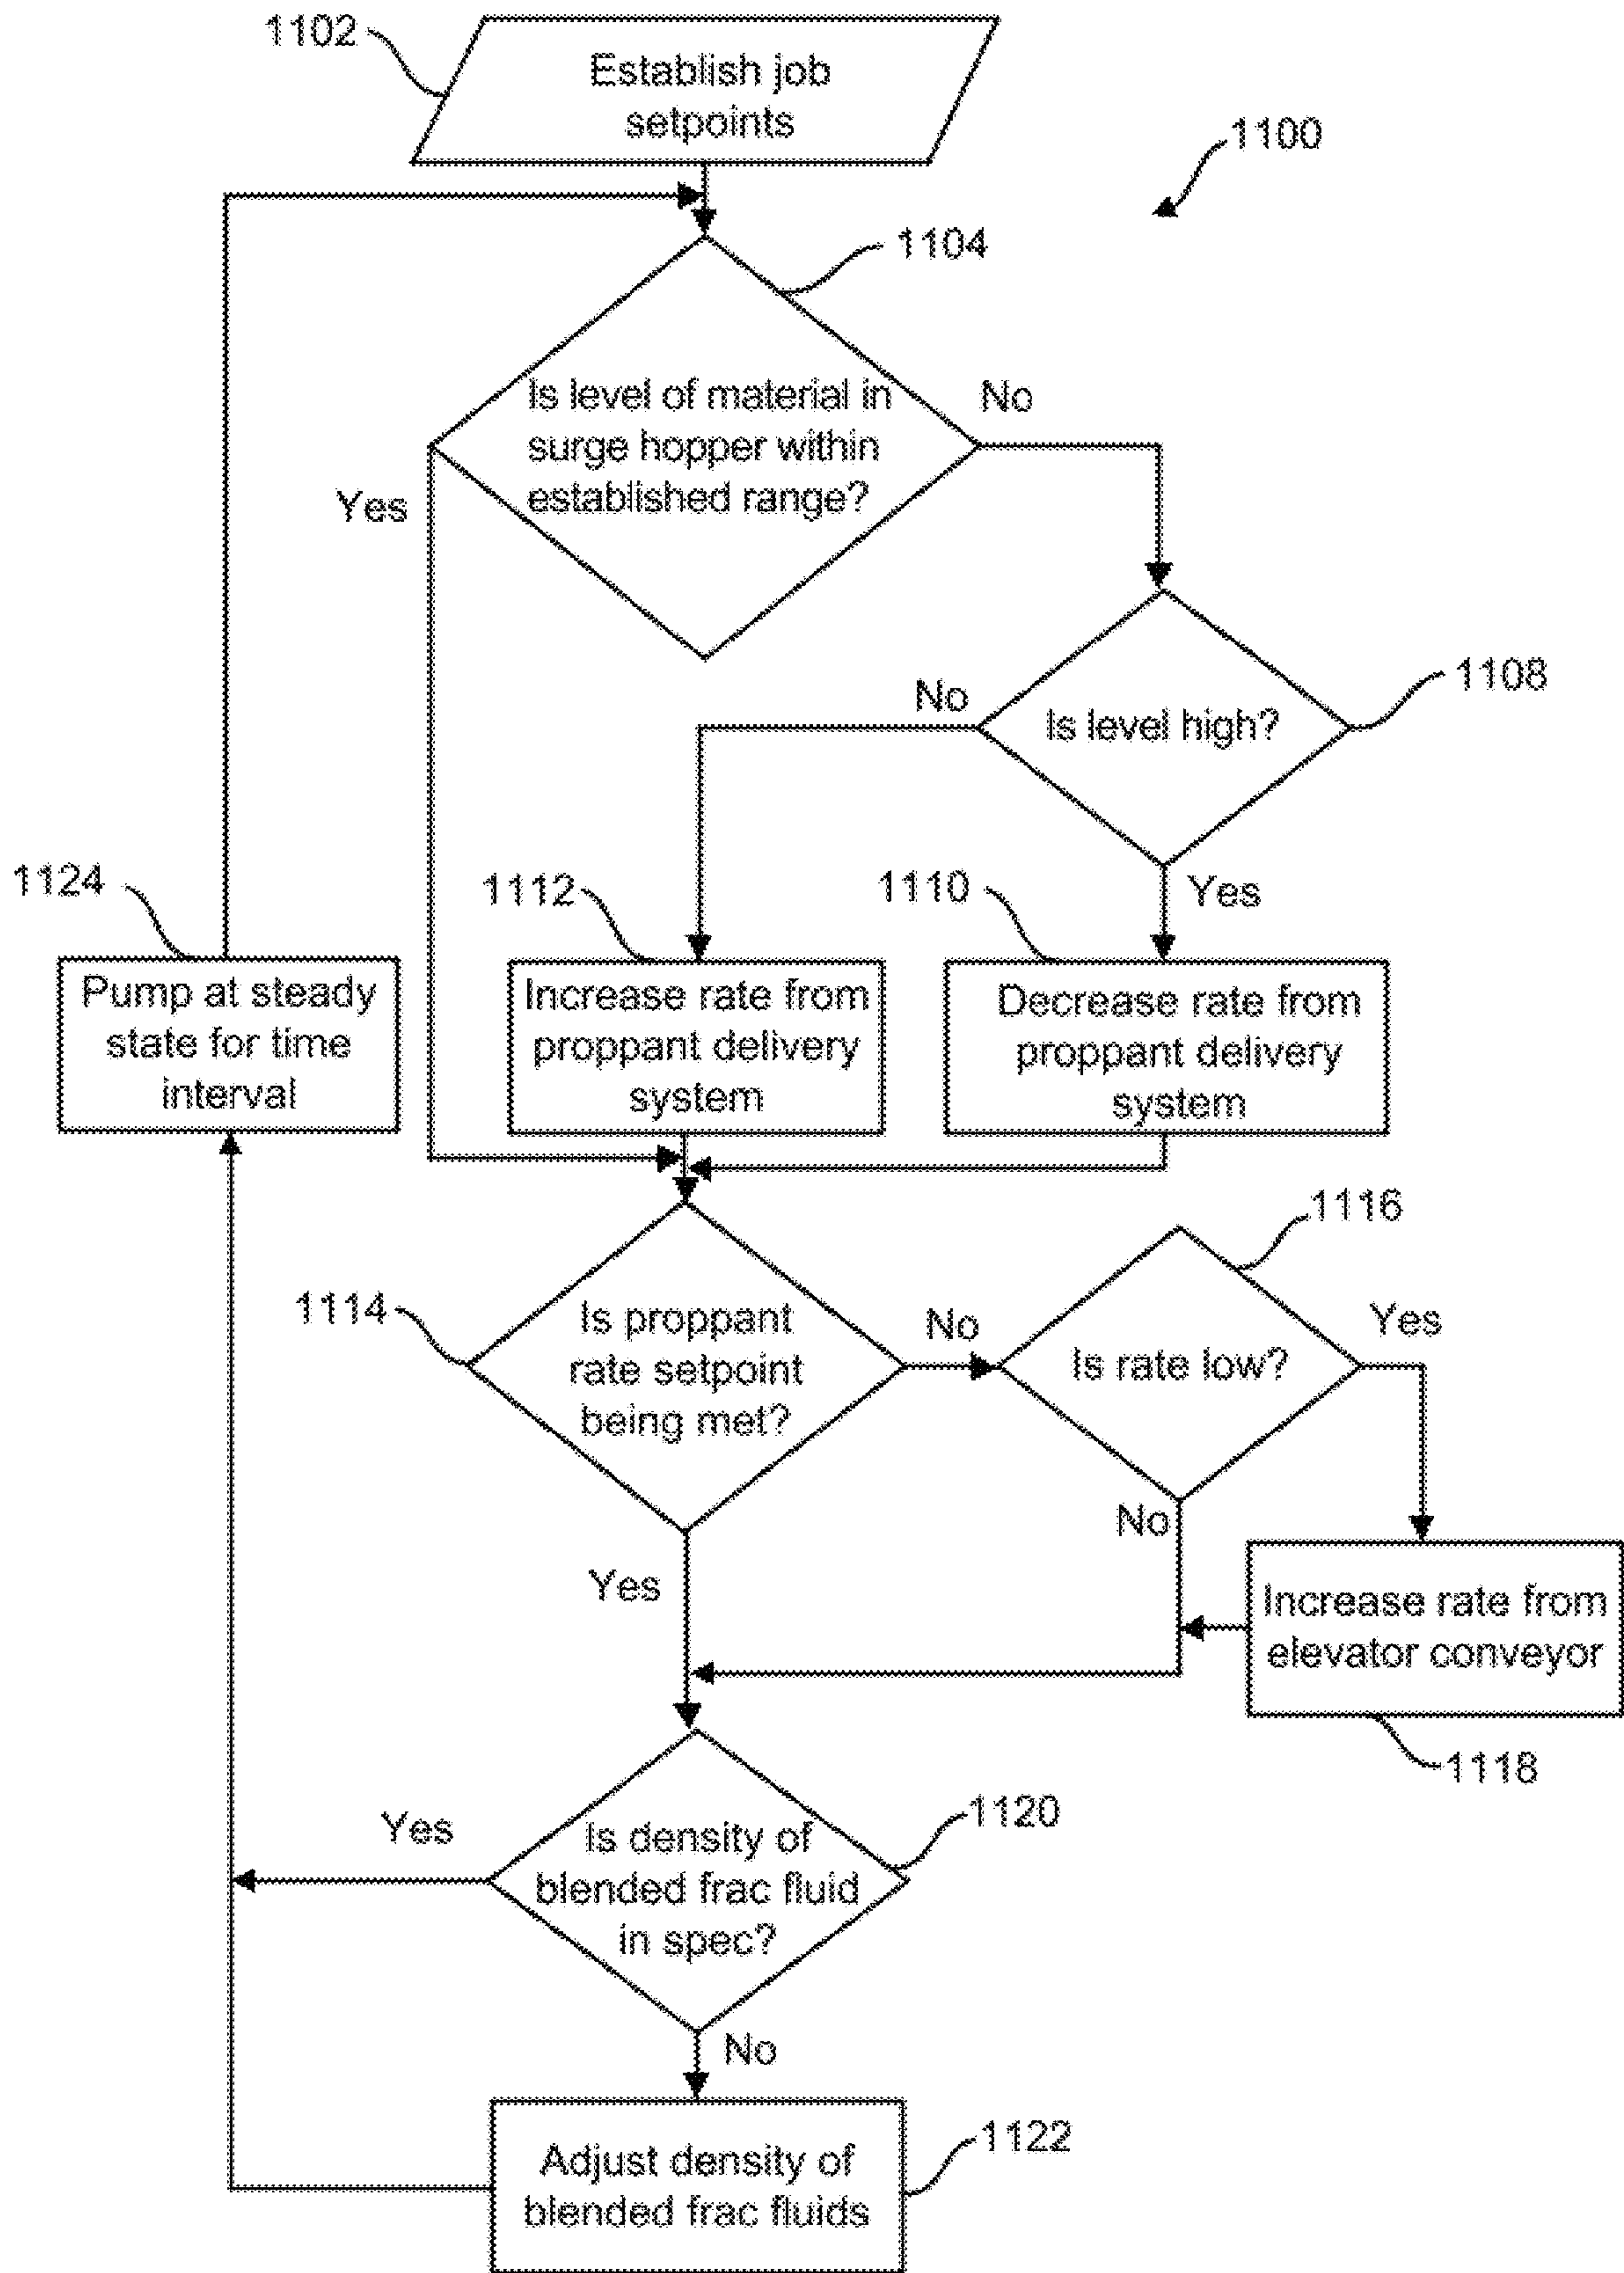 1102
Establish job
setpoints
1100
1104
Is level of material in
surge hopper within
established range?
No
Yes
1108
No
Is level high?
Yes
1124
1112
1110
Pump at steady
state for time
interval
Increase rate from
proppant delivery
system
Decrease rate from
proppant delivery
system
1116
1114
Is proppant
rate setpoint
being met?
No
Is rate low?
Yes
No
Yes
Increase rate from
elevator conveyor
1118
1120
Yes
Is density of
blended frac fluid
in spec?
No
1122
Adjust density of
blended frac fluids